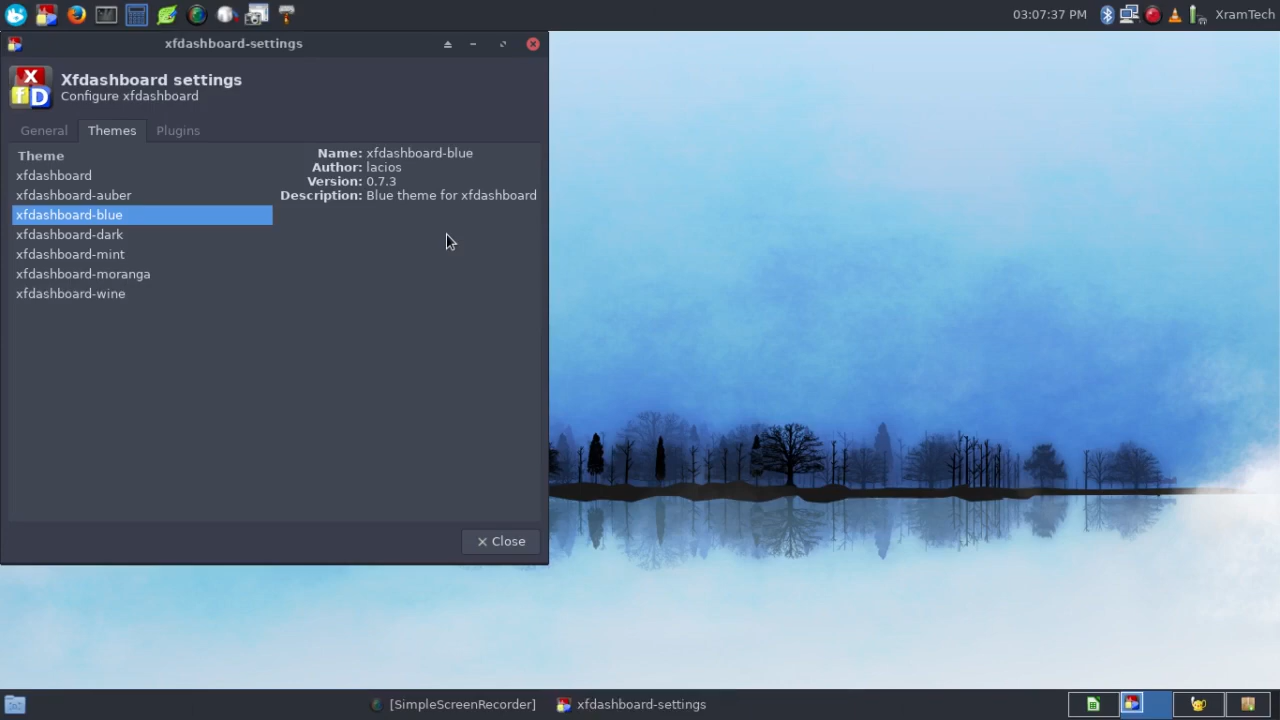 03:07:37 PM
XramTech
xfdashboard-settings
X
f D
Xfdashboard settings
Configure xfdashboard
General
Themes
Plugins
Theme
xfdashboard
xfdashboard-auber
xfdashboard-blue
xfdashboard-dark
xfdashboard-mint
xfdashboard-moranga
xfdashboard-wine
Name: xfdashboard-blue
Author: lacios
Version: 0.7.3
Description: Blue theme for xfdashboard
Close
[SimpleScreenRecorder]
xfdashboard-settings